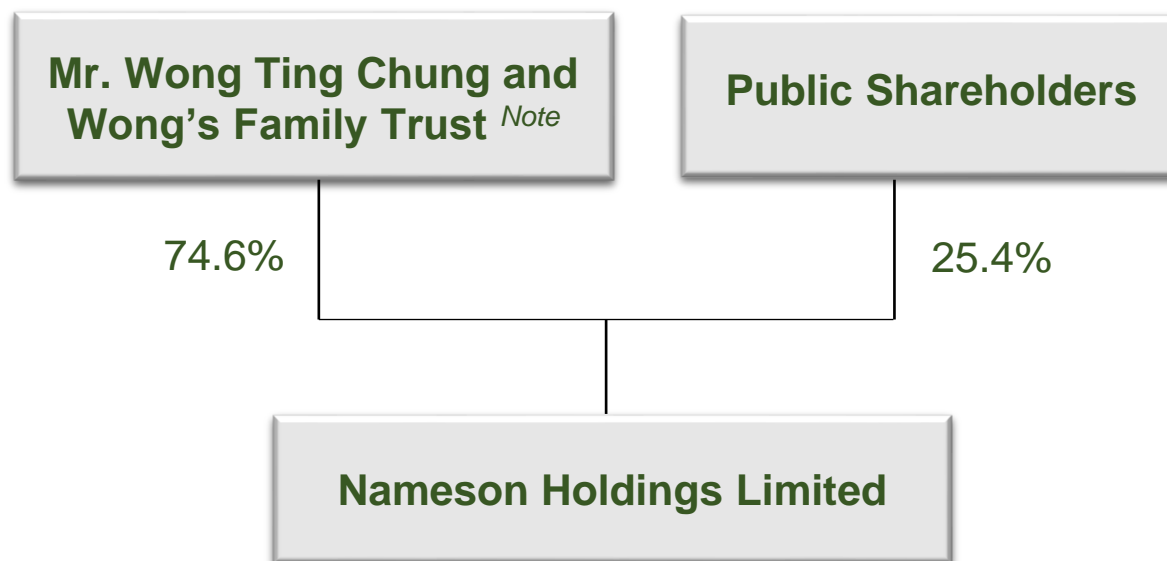 Mr. Wong Ting Chung and
Wong’s Family Trust Note
Public Shareholders
74.6%
25.4%
Nameson Holdings Limited